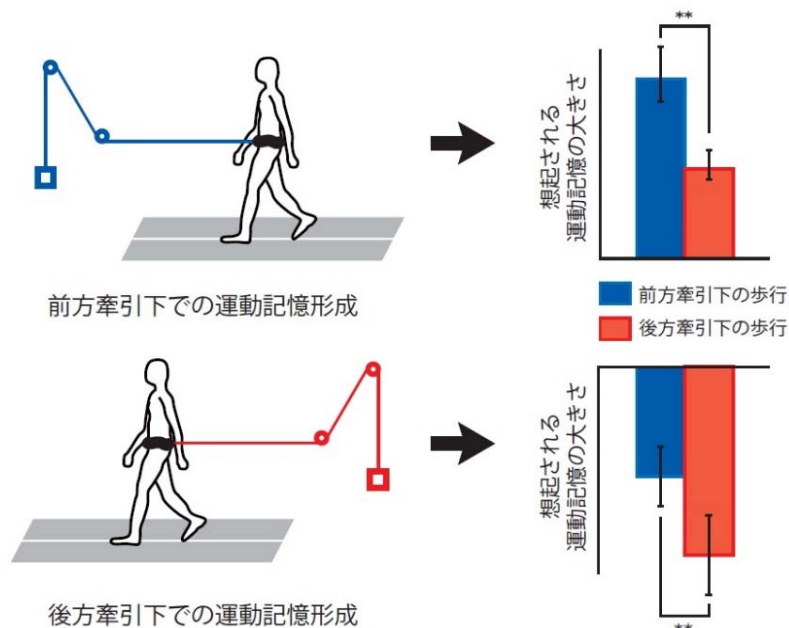 **
想起される
運動記憶の大きさ
前方牽引下での運動記憶形成
前方牽引下の歩行
後方牽引下の歩行
想起される
運動記憶の大きさ
後方牽引下での運動記憶形成
**